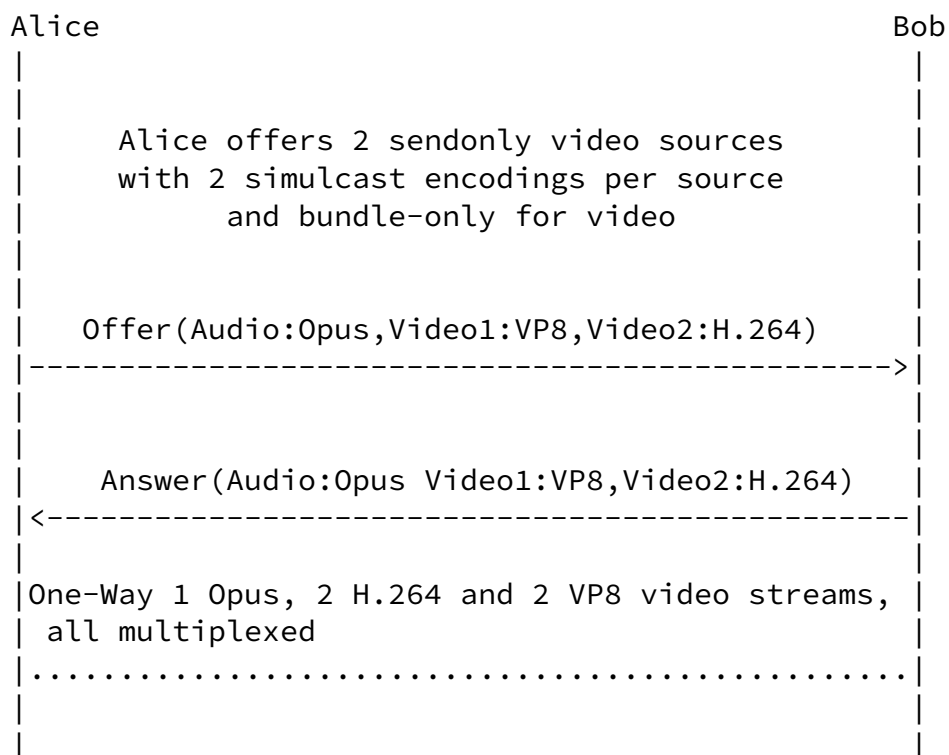 Alice Bob
Alice offers 2 sendonly video sources
with 2 simulcast encodings per source
and bundle-only for video
Offer(Audio:Opus,Video1:VP8,Video2:H.264)
Answer(Audio:Opus Video1:VP8,Video2:H.264)
One-Way 1 Opus, 2 H.264 and 2 VP8 video streams,
all multiplexed